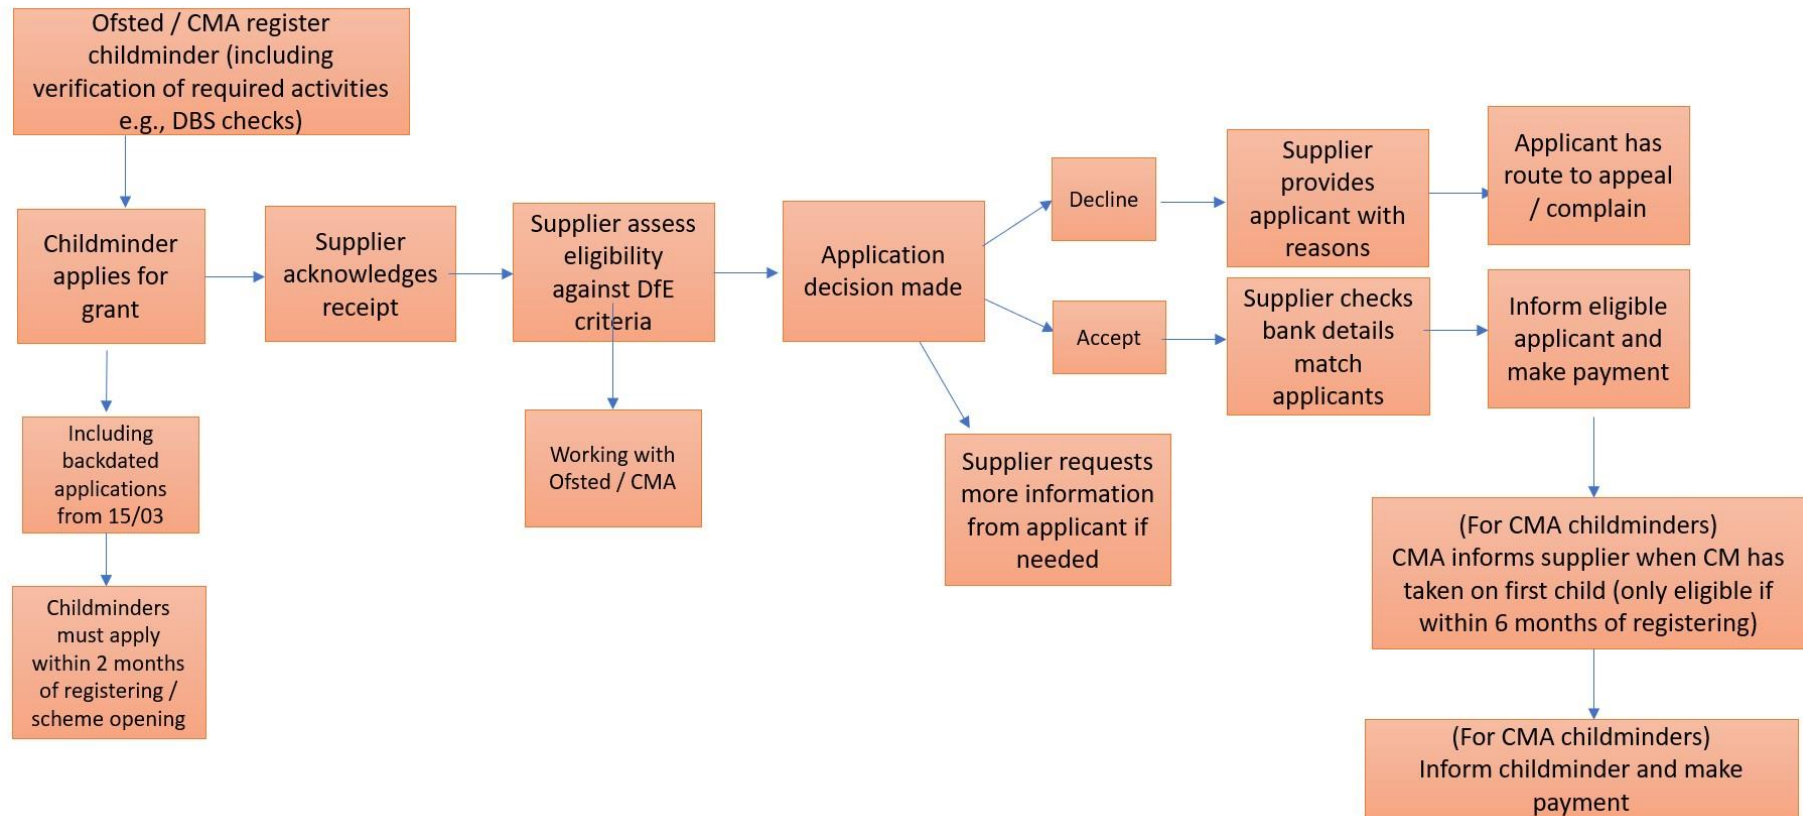 Ofsted / CMA register
childminder (including
verification of required activities
e.g., DBS checks)
Childminder
applies for
grant
Supplier
acknowledges
receipt
Supplier assess
eligibility
against DfE
criteria
Application
decision made
Decline
Supplier
provides
applicant with
reasons
Applicant has
route to appeal
/ complain
Accept
Supplier checks
bank details
match
applicants
Inform eligible
applicant and
make payment
Including
backdated
applications
from 15/03
Working with
Ofsted / CMA
Supplier requests
more information
from applicant if
needed
(For CMA childminders)
CMA informs supplier when CM has
taken on first child (only eligible if
within 6 months of registering)
Childminders
must apply
within 2 months
of registering /
scheme opening
(For CMA childminders)
Inform childminder and make
payment